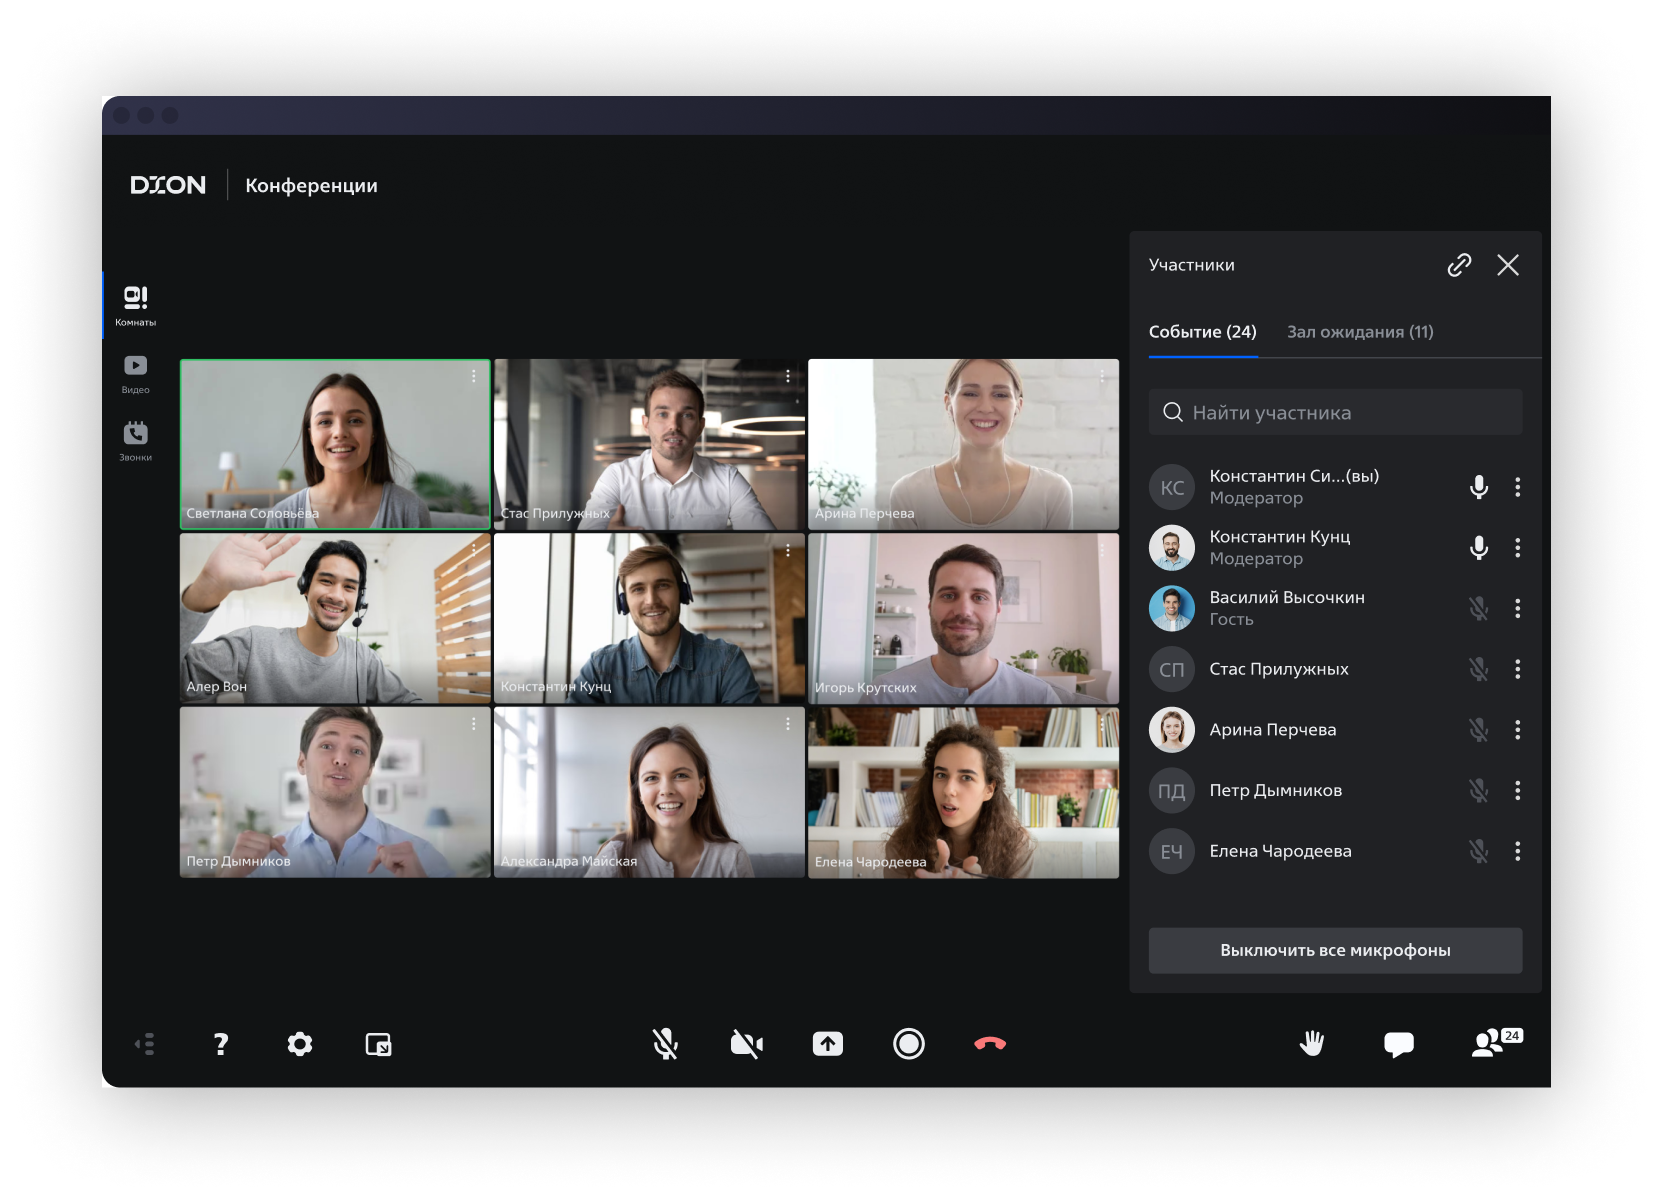 DION
Конференции
Комнаты
Видео
Звонки
Светлана Соловьёва
Стас Прилужных
Арина Перчева
Алер Вон
Константин Кунц
Игорь Крутских
Петр Дымников
Александра Майская
Елена Чародеева
Участники
Событие (24)
Зал ожидания (11)
Найти участника
КС
Константин Си...(вы)
Модератор
Константин Кунц
Модератор
Василий Высочкин
Гость
СП
Стас Прилужных
Арина Перчева
ПД
Петр Дымников
ЕЧ
Елена Чародеева
Выключить все микрофоны
?
24